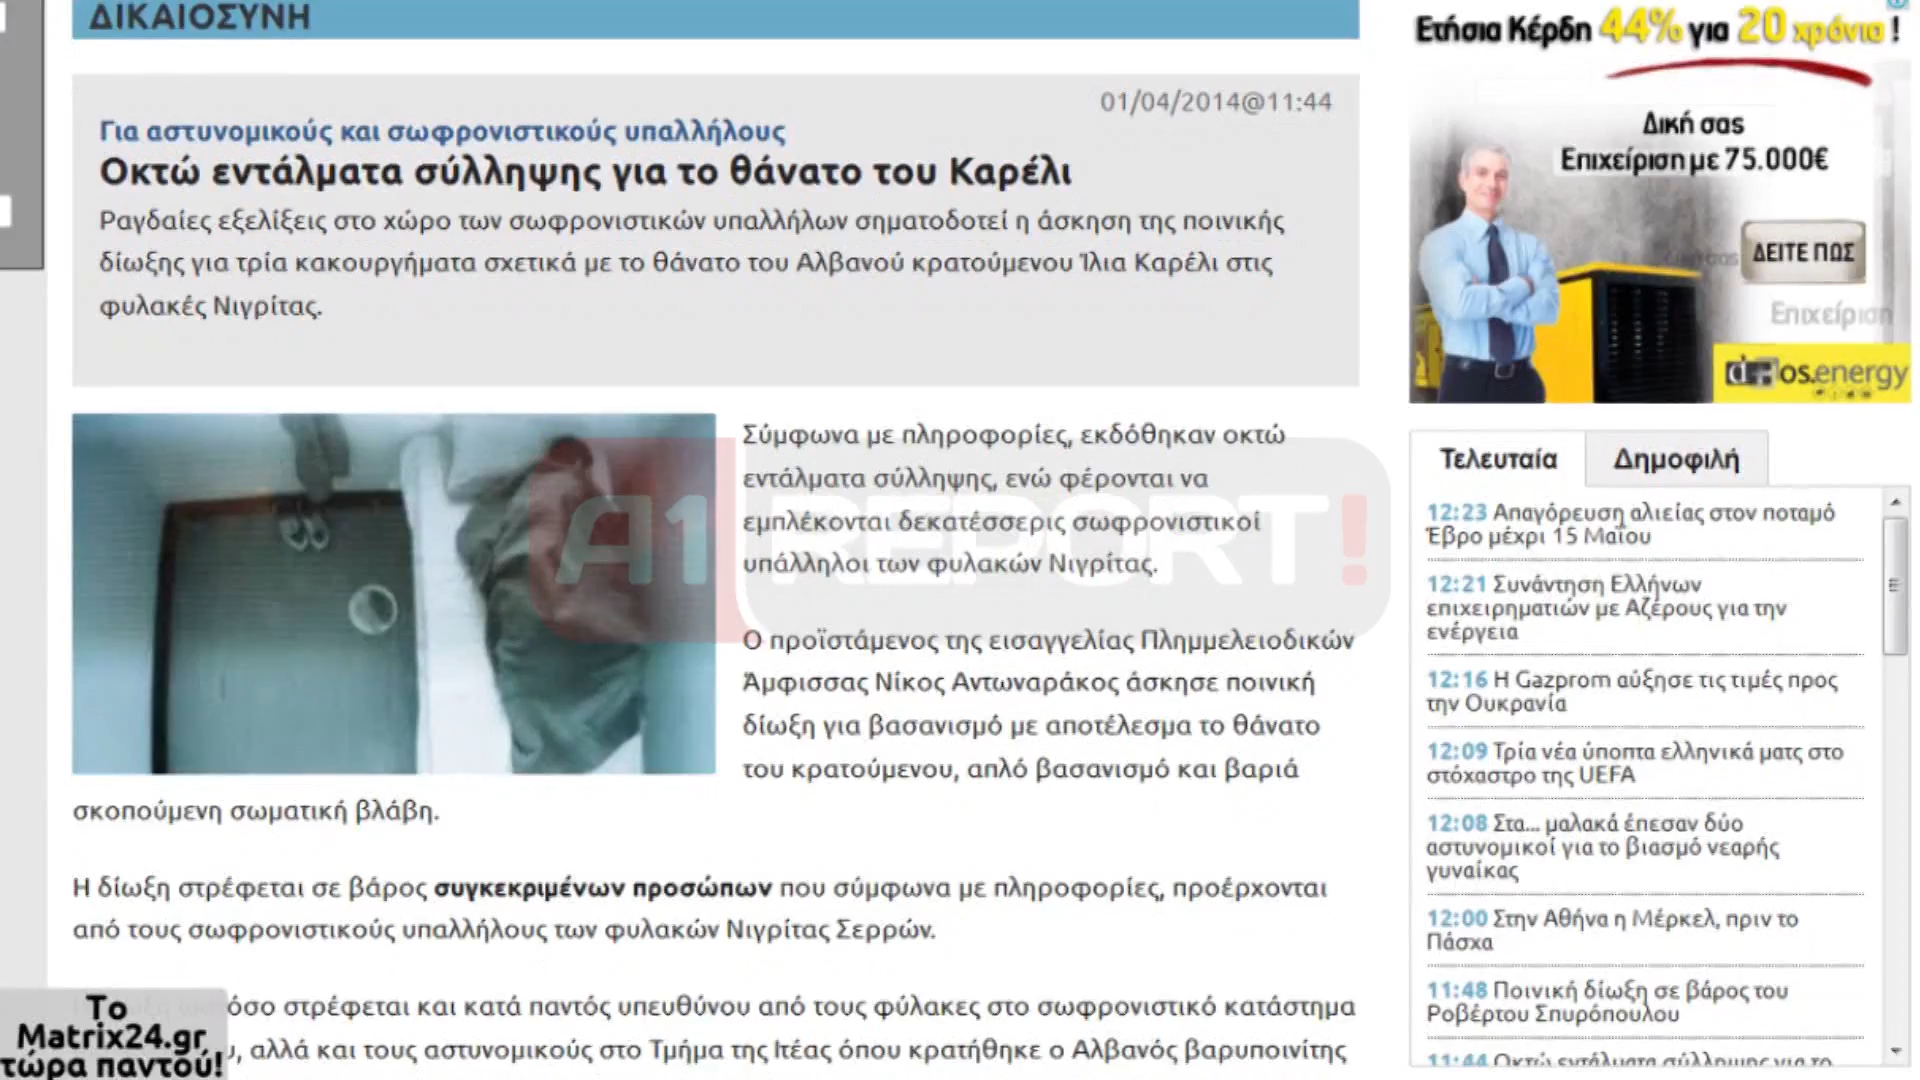 ΔΙΚΑΙΟΣΥΝΗ
01/04/2014@11:44
Για αστυνομικούς και σωφρονιστικούς υπαλλήλους
Οκτώ εντάλματα σύλληψης για το θάνατο του Καρέλι
Ραγδαίες εξελίξεις στο χώρο των σωφρονιστικών υπαλλήλων σηματοδοτεί η άσκηση της ποινικής
δίωξης για τρία κακουργήματα σχετικά με το θάνατο του Αλβανού κρατούμενου Ίλια Καρέλι στις
φυλακές Νιγρίτας.
Σύμφωνα με πληροφορίες, εκδόθηκαν οκτώ
εντάλματα σύλληψης, ενώ φέρονται να
εμπλέκονται δεκατέσσερις σωφρονιστικοί
υπάλληλοι των φυλακών Νιγρίτας.
A1 REPORT!
Ο προϊστάμενος της εισαγγελίας Πλημμελειοδικών
Άμφισσας Νίκος Αντωναράκος άσκησε ποινική
δίωξη για βασανισμό με αποτέλεσμα το θάνατο
του κρατούμενου, απλό βασανισμό και βαριά
σκοπούμενη σωματική βλάβη.
Η δίωξη στρέφεται σε βάρος συγκεκριμένων προσώπων που σύμφωνα με πληροφορίες, προέρχονται
από τους σωφρονιστικούς υπαλλήλους των φυλακών Νιγρίτας Σερρών.
στρέφεται και κατά παντός υπευθύνου από τους φύλακες στο σωφρονιστικό κατάστημα
αλλά και τους αστυνομικούς στο Τμήμα της Ιτέας όπου κρατήθηκε ο Αλβανός βαρυποινίτης
Το
Matrix24.gr
τώρα παντού!
Ετήσια Κέρδη 44% για 20 χρόνια !
Δική σας
Επιχείριση με 75.000€
ΔΕΙΤΕ ΠΩΣ
Επιχείριση
os.energy
Τελευταία
Δημοφιλή
12:23 Απαγόρευση αλιείας στον ποταμό
Έβρο μέχρι 15 Μαΐου
12:21 Συνάντηση Ελλήνων
επιχειρηματιών με Αζέρους για την
ενέργεια
12:16 Η Gazprom αύξησε τις τιμές προς
την Ουκρανία
12:09 Τρία νέα ύποπτα ελληνικά ματς στο
στόχαστρο της UEFA
12:08 Στα... μαλακά έπεσαν δύο
αστυνομικοί για το βιασμό νεαρής
γυναίκας
12:00 Στην Αθήνα η Μέρκελ, πριν το
Πάσχα
11:48 Ποινική δίωξη σε βάρος του
Ροβέρτου Σπυρόπουλου
11:44 Οκτώ εντάλματα σύλληψης για το